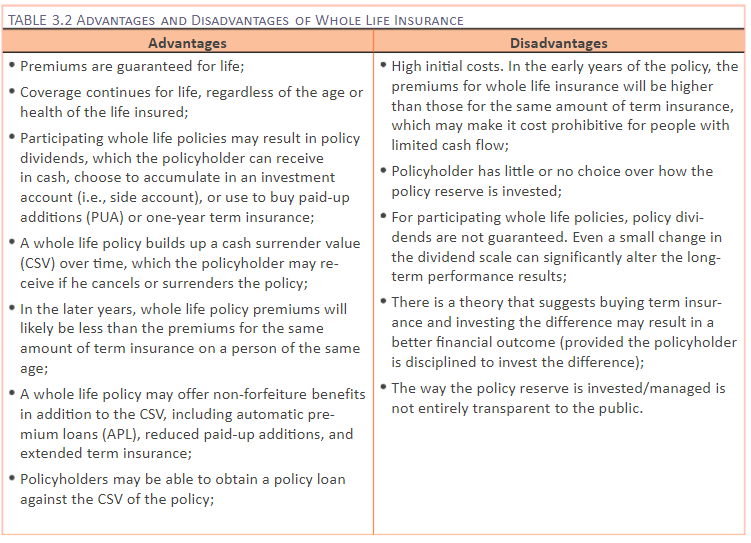 TABLE 3.2 ADVANTAGES AND DISADVANTAGES OF WHOLE LIFE INSURANCE
Advantages
• Premiums are guaranteed for life;
• Coverage continues for life, regardless of the age or
health of the life insured;
• Participating whole life policies may result in policy
dividends, which the policyholder can receive
in cash, choose to accumulate in an investment
account (i.e., side account), or use to buy paid-up
additions (PUA) or one-year term insurance;
• A whole life policy builds up a cash surrender value
(CSV) over time, which the policyholder may re-
ceive if he cancels or surrenders the policy;
• In the later years, whole life policy premiums will
likely be less than the premiums for the same
amount of term insurance on a person of the same
age;
• A whole life policy may offer non-forfeiture benefits
in addition to the CSV, including automatic pre-
mium loans (APL), reduced paid-up additions, and
extended term insurance;
• Policyholders may be able to obtain a policy loan
against the CSV of the policy;
Disadvantages
• High initial costs. In the early years of the policy, the
premiums for whole life insurance will be higher
than those for the same amount of term insurance,
which may make it cost prohibitive for people with
limited cash flow;
• Policyholder has little or no choice over how the
policy reserve is invested;
• For participating whole life policies, policy divi-
dends are not guaranteed. Even a small change in
the dividend scale can significantly alter the long-
term performance results;
• There is a theory that suggests buying term insur-
ance and investing the difference may result in a
better financial outcome (provided the policyholder
is disciplined to invest the difference);
• The way the policy reserve is invested/managed is
not entirely transparent to the public.